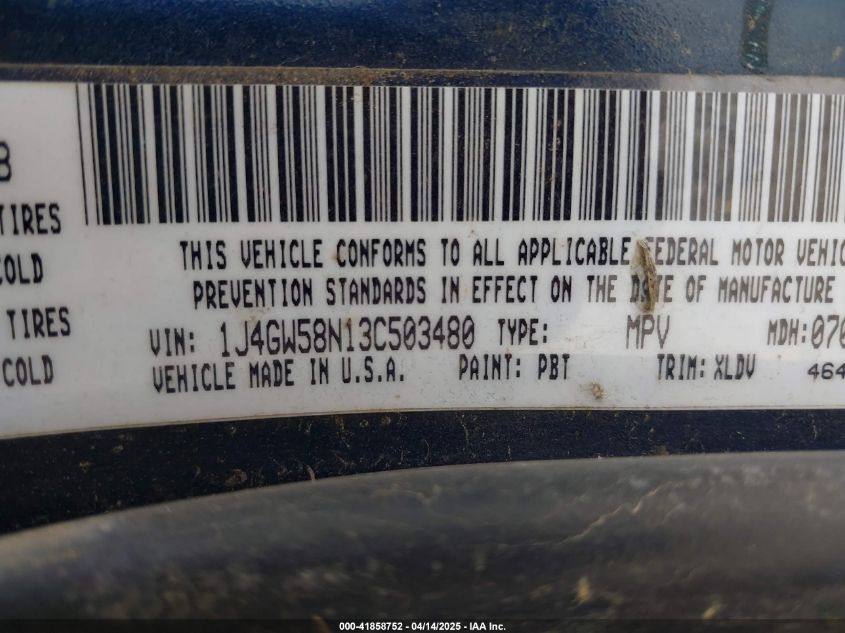 B
TIRES
COLD
TIRES
COLD
THIS VEHICLE CONFORMS TO ALL APPLICABLE FEDERAL MOTOR VEHIC
PREVENTION STANDARDS IN EFFECT ON THE DATE OF MANUFACTURE
VIN: 1J4GW58N13C503480 TYPE: MPV MDH:070
VEHICLE MADE IN U.S.A. PAINT: PBT TRIM: XLDV 464
000-41858752 - 04/14/2025 - IAA Inc.